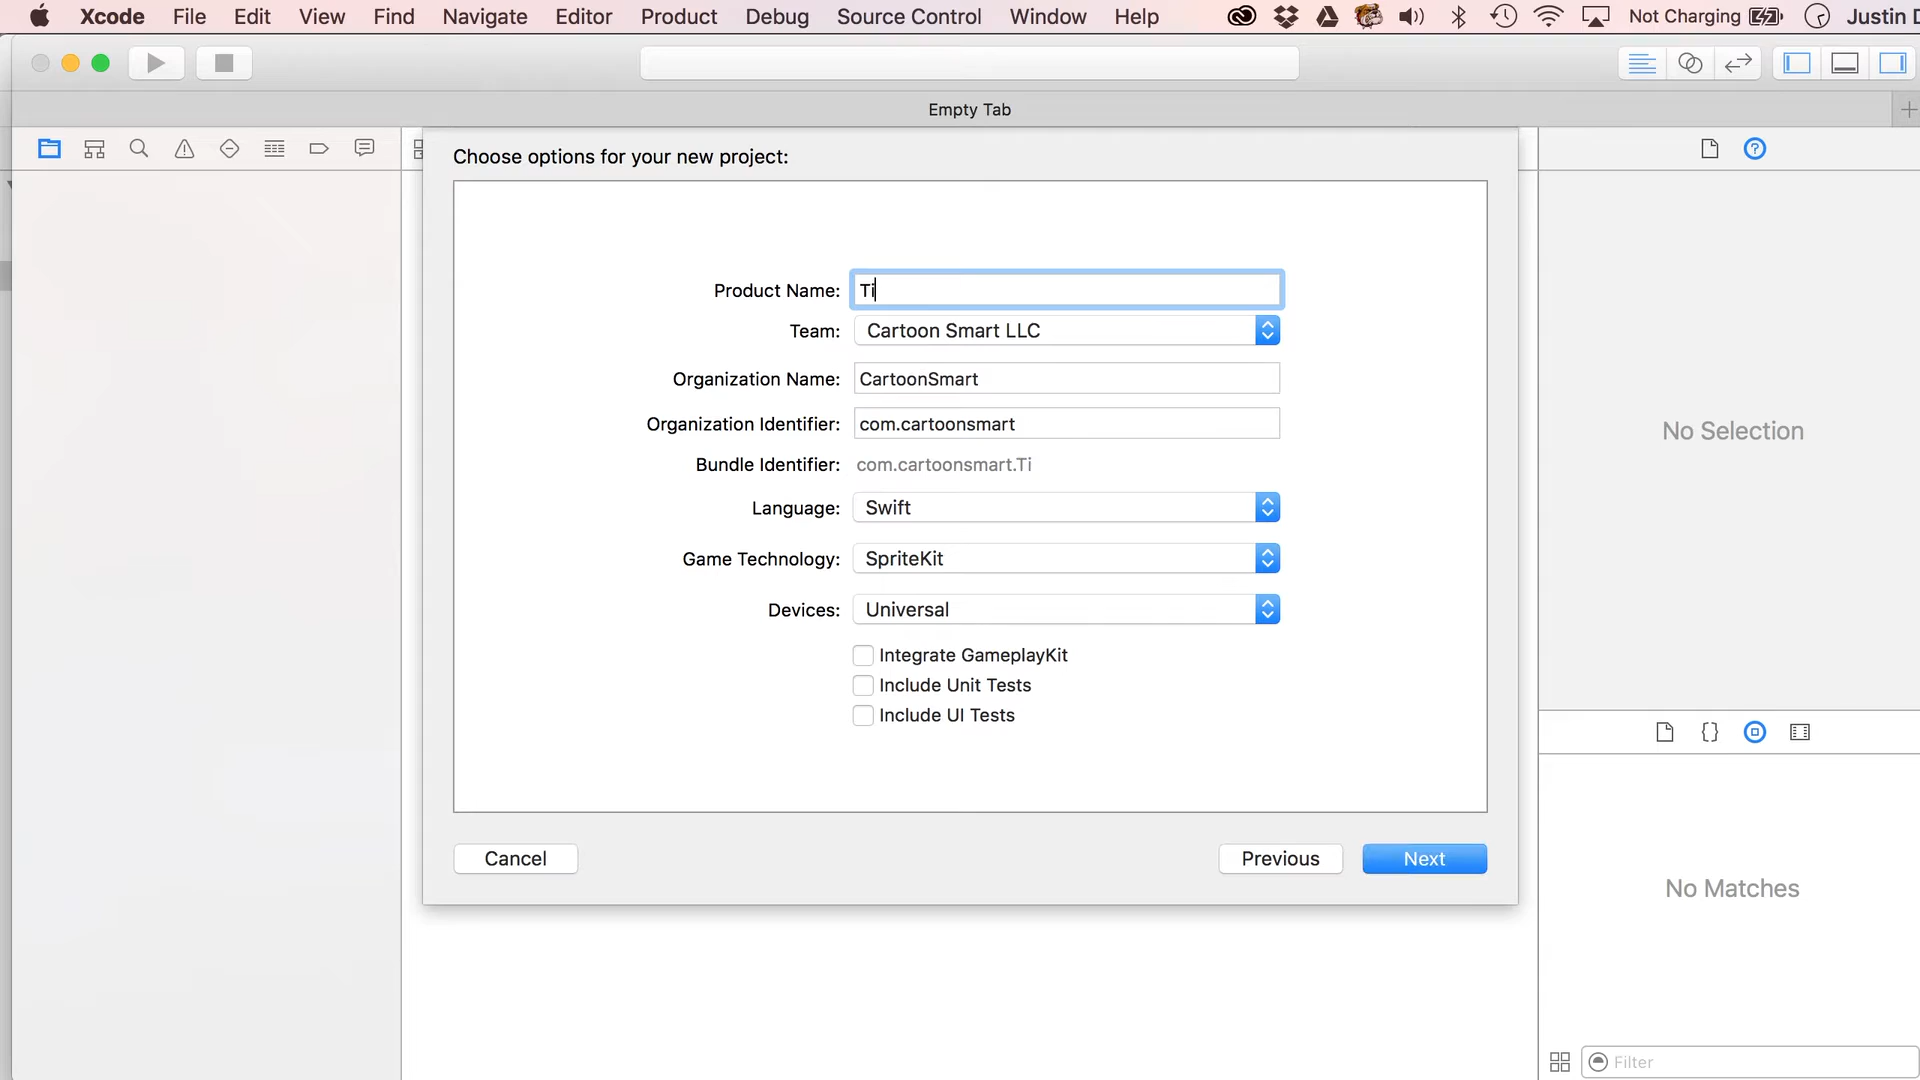 Xcode File Edit View Find Navigate Editor Product Debug Source Control Window Help Not Charging Justin D
Empty Tab
Choose options for your new project:
Product Name: Ti
Team: Cartoon Smart LLC
Organization Name: CartoonSmart
Organization Identifier: com.cartoonsmart
Bundle Identifier: com.cartoonsmart.Ti
Language: Swift
Game Technology: SpriteKit
Devices: Universal
Integrate GameplayKit
Include Unit Tests
Include UI Tests
Cancel Previous Next
No Selection
No Matches
Filter